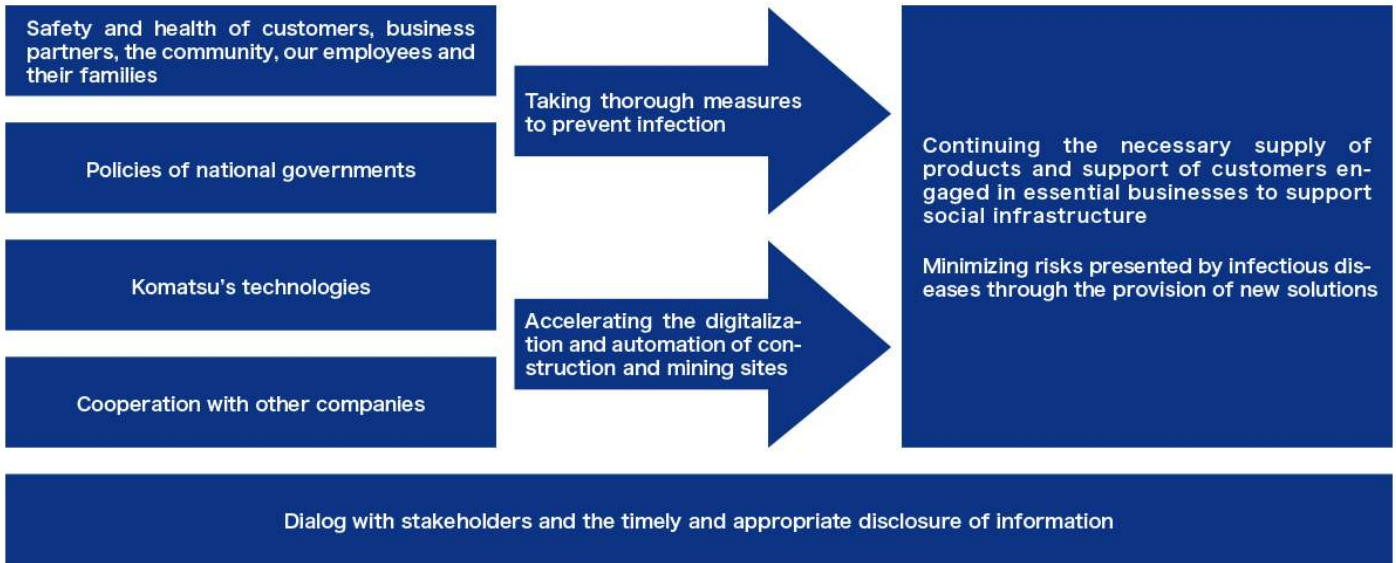 Safety and health of customers, business
partners, the community, our employees and
their families
Policies of national governments
Komatsu's technologies
Cooperation with other companies
Taking thorough measures
to prevent infection
Accelerating the digitaliza-
tion and automation of con-
struction and mining sites
Continuing the necessary supply of
products and support of customers en-
gaged in essential businesses to support
social infrastructure
Minimizing risks presented by infectious dis-
eases through the provision of new solutions
Dialog with stakeholders and the timely and appropriate disclosure of information